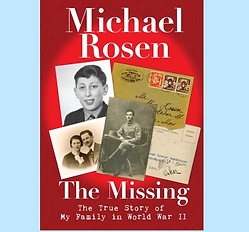 Michael
Rosen
The Missing
The True Story of
My Family in World War II